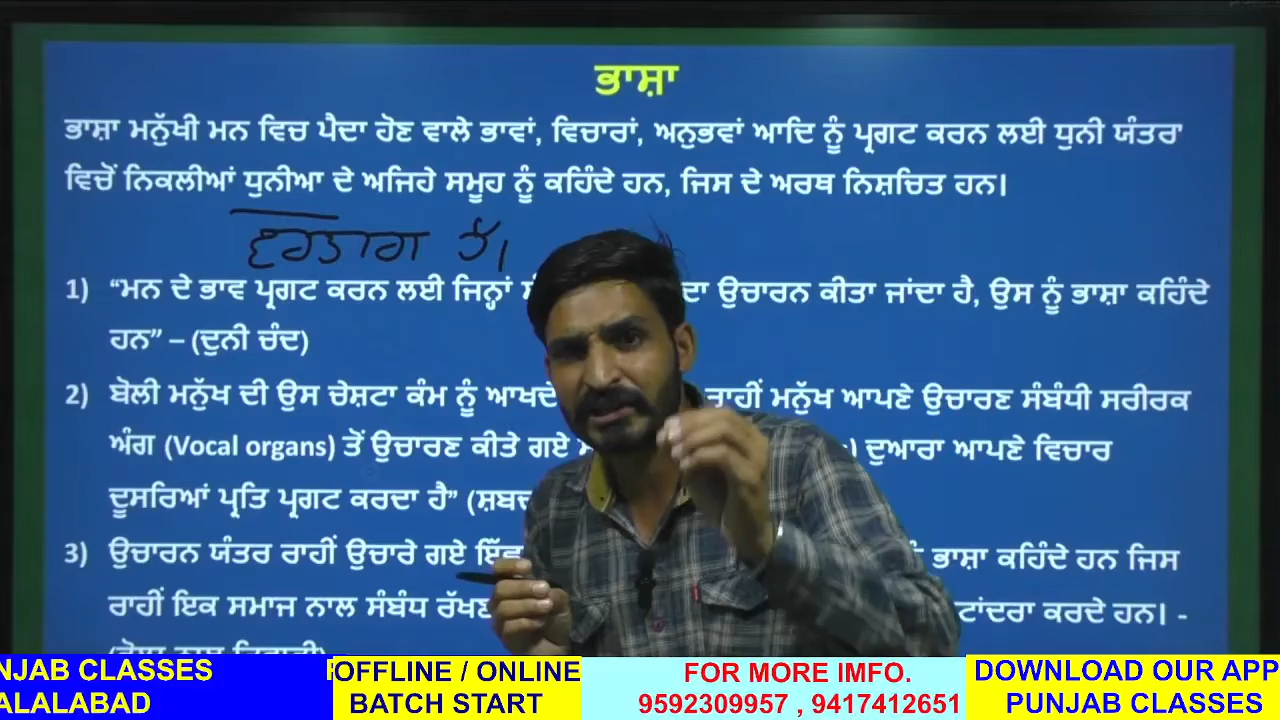 ਭਾਸ਼ਾ
ਭਾਸ਼ਾ ਮਨੁੱਖੀ ਮਨ ਵਿਚ ਪੈਦਾ ਹੋਣ ਵਾਲੇ ਭਾਵਾਂ, ਵਿਚਾਰਾਂ, ਅਨੁਭਵਾਂ ਆਦਿ ਨੂੰ ਪ੍ਰਗਟ ਕਰਨ ਲਈ ਧੁਨੀ ਯੰਤਰ
ਵਿਚੋਂ ਨਿਕਲੀਆਂ ਧੁਨੀਆ ਦੇ ਅਜਿਹੇ ਸਮੂਹ ਨੂੰ ਕਹਿੰਦੇ ਹਨ, ਜਿਸ ਦੇ ਅਰਥ ਨਿਸ਼ਚਿਤ ਹਨ।
1) “ਮਨ ਦੇ ਭਾਵ ਪ੍ਰਗਟ ਕਰਨ ਲਈ ਜਿਨ੍ਹਾਂ ਦਾ ਉਚਾਰਨ ਕੀਤਾ ਜਾਂਦਾ ਹੈ, ਉਸ ਨੂੰ ਭਾਸ਼ਾ ਕਹਿੰਦੇ
ਹਨ” – (ਦੁਨੀ ਚੰਦ)
2) ਬੋਲੀ ਮਨੁੱਖ ਦੀ ਉਸ ਚੇਸ਼ਟਾ ਕੰਮ ਨੂੰ ਆਖਦੇ ਰਾਹੀਂ ਮਨੁੱਖ ਆਪਣੇ ਉਚਾਰਣ ਸੰਬੰਧੀ ਸਰੀਰਕ
ਅੰਗ (Vocal organs) ਤੋਂ ਉਚਾਰਣ ਕੀਤੇ ਗਏ ) ਦੁਆਰਾ ਆਪਣੇ ਵਿਚਾਰ
ਦੂਸਰਿਆਂ ਪ੍ਰਤਿ ਪ੍ਰਗਟ ਕਰਦਾ ਹੈ” (ਸ਼ਬਦ
3) ਉਚਾਰਨ ਯੰਤਰ ਰਾਹੀਂ ਉਚਾਰੇ ਗਏ ਭਾਸ਼ਾ ਕਹਿੰਦੇ ਹਨ ਜਿਸ
ਰਾਹੀਂ ਇਕ ਸਮਾਜ ਨਾਲ ਸੰਬੰਧ ਰੱਖਣ ਟਾਂਦਰਾ ਕਰਦੇ ਹਨ। -
NJAB CLASSES
ALALABAD
OFFLINE / ONLINE
BATCH START
FOR MORE IMFO.
9592309957 , 9417412651
DOWNLOAD OUR APP
PUNJAB CLASSES